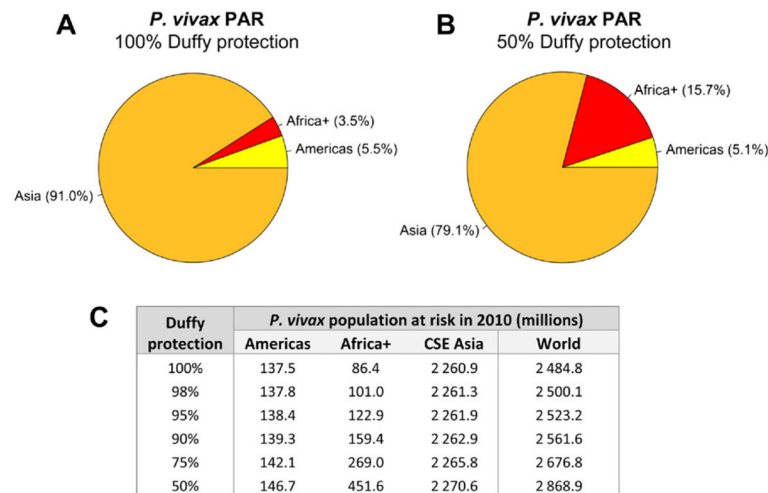 A
P. vivax PAR
100% Duffy protection
Africa+ (3.5%)
Americas (5.5%)
Asia (91.0%)
B
P. vivax PAR
50% Duffy protection
Africa+ (15.7%)
Americas (5.1%)
Asia (79.1%)
C
Duffy protection
P. vivax population at risk in 2010 (millions)
Americas Africa+ CSE Asia World
100% 137.5 86.4 2 260.9 2 484.8
98% 137.8 101.0 2 261.3 2 500.1
95% 138.4 122.9 2 261.9 2 523.2
90% 139.3 159.4 2 262.9 2 561.6
75% 142.1 269.0 2 265.8 2 676.8
50% 146.7 451.6 2 270.6 2 868.9